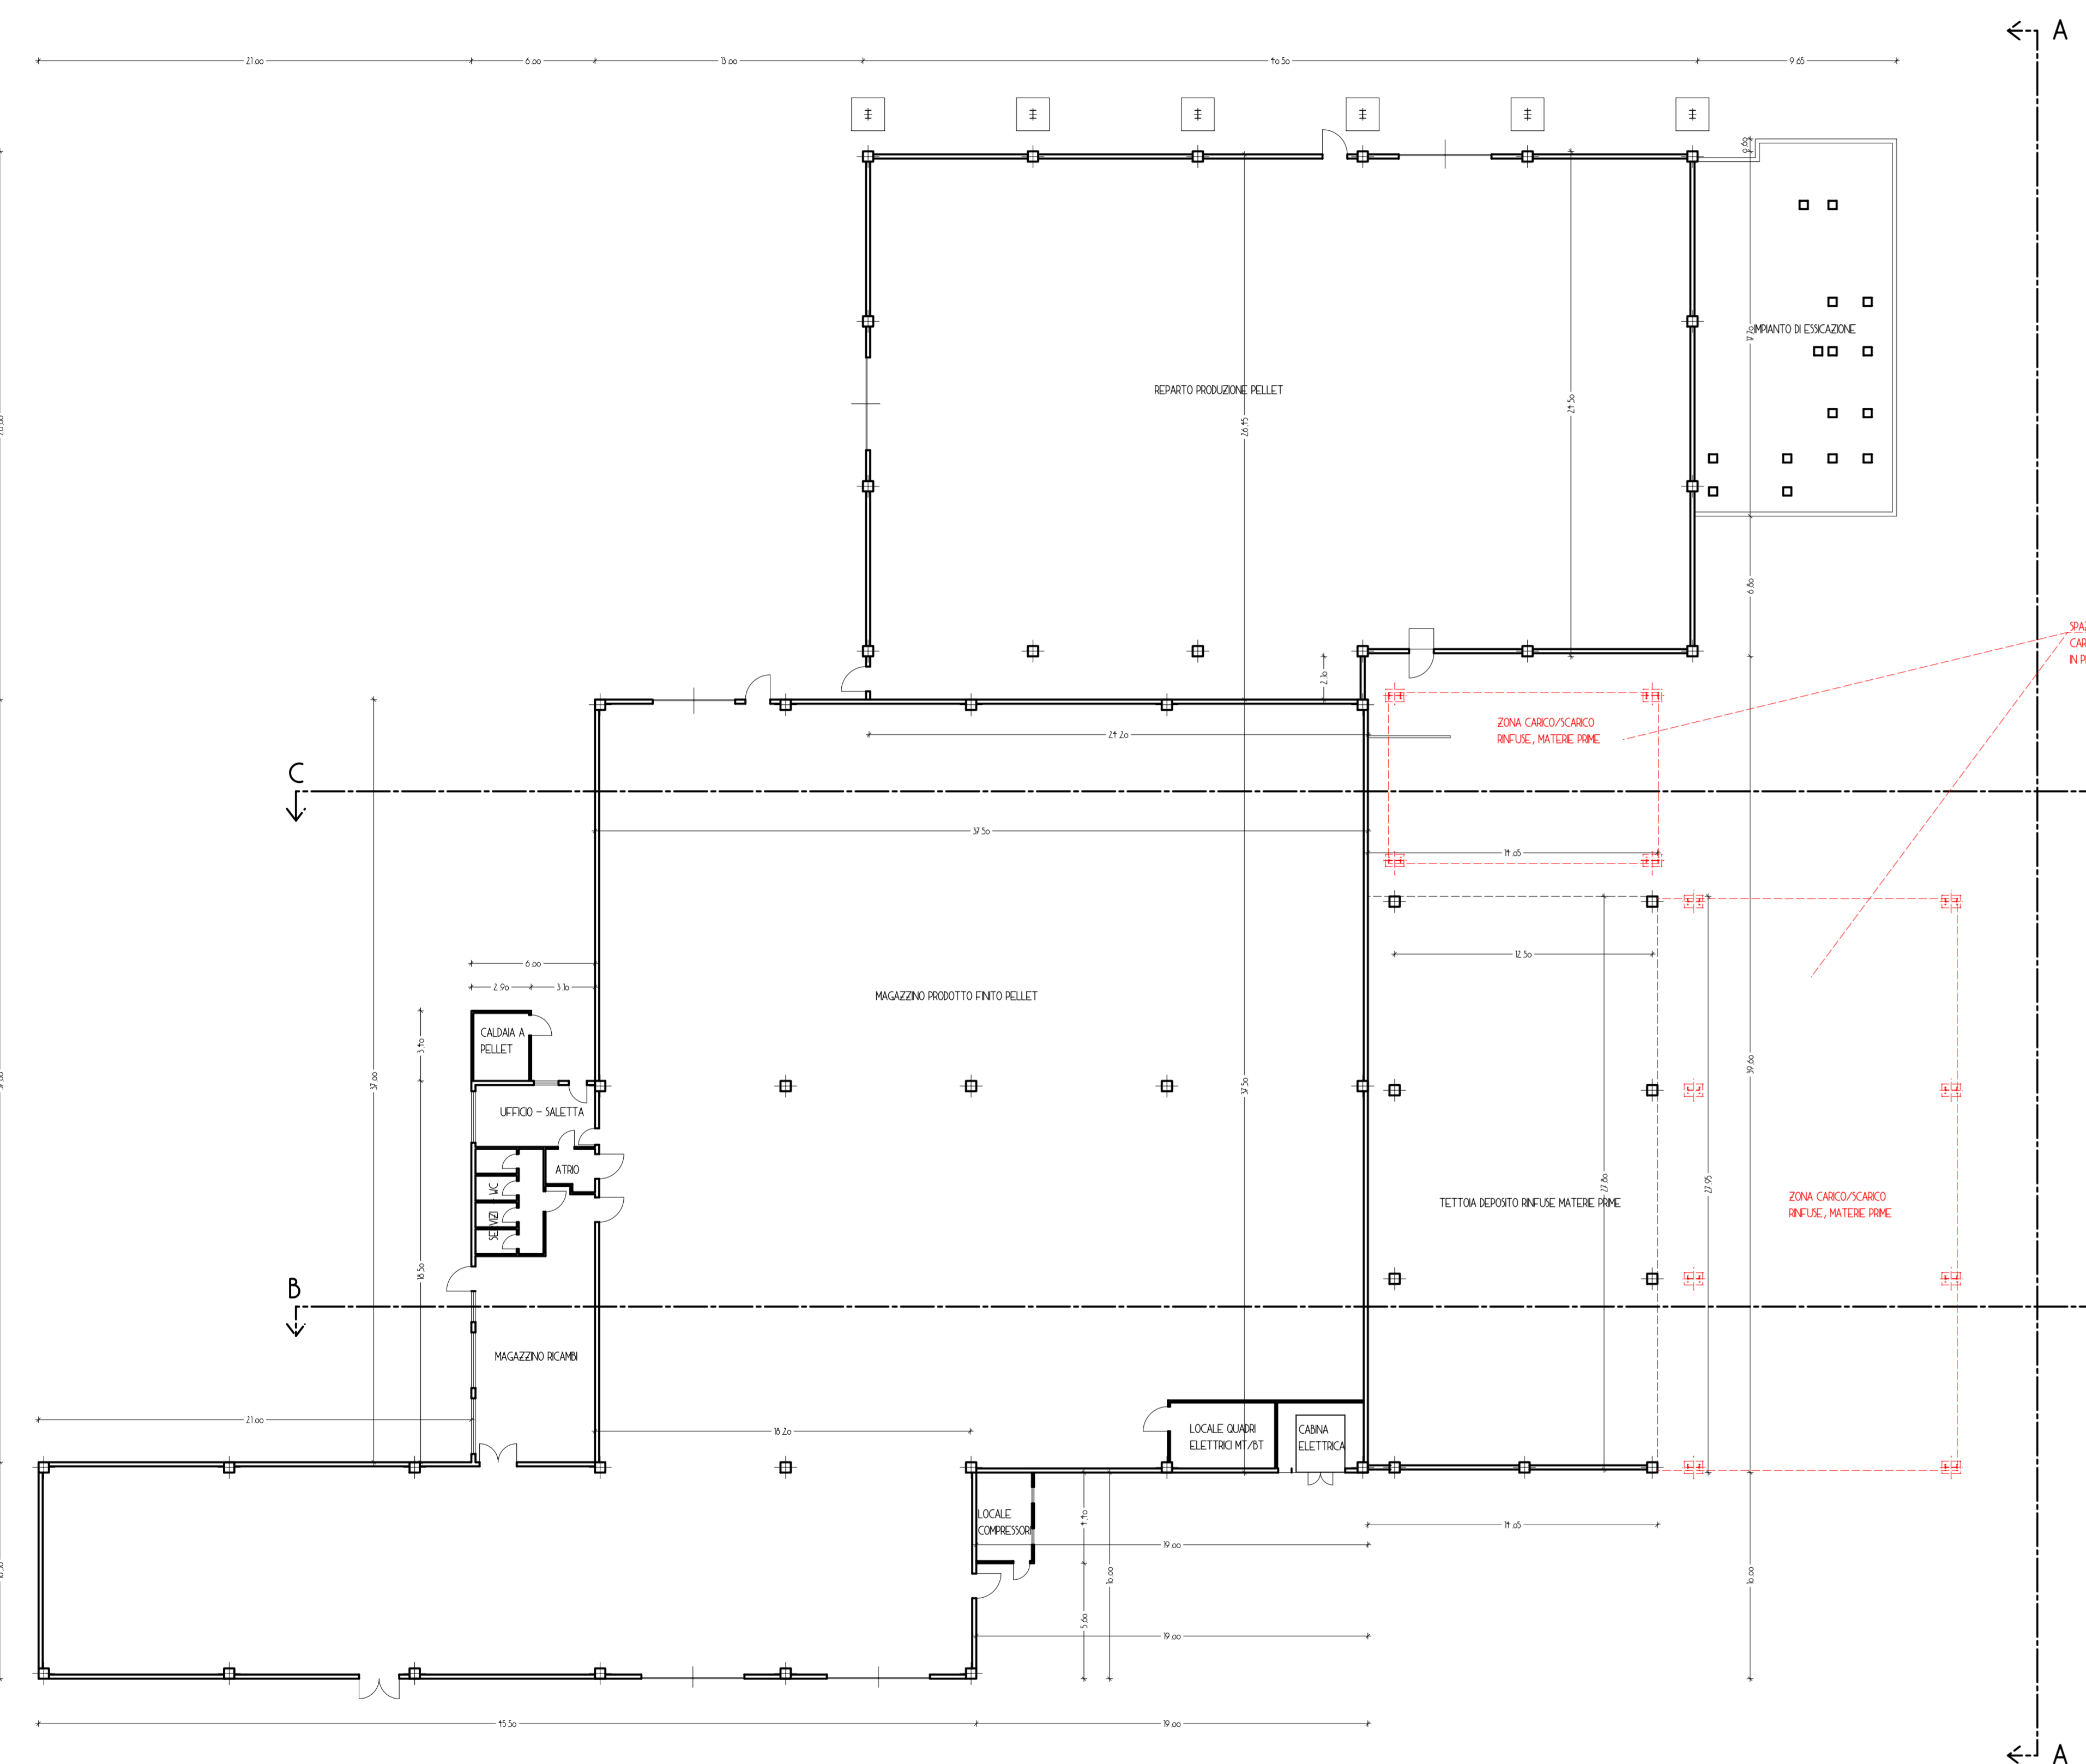 A
21.00
6.00
13.00
40.50
9.65
0.60
IMPIANTO DI ESSICAZIONE
REPARTO PRODUZIONE PELLET
24.50
26.45
6.80
2.10
ZONA CARICO/SCARICO
RINFUSE, MATERIE PRIME
24.20
C
37.50
14.05
12.50
6.00
2.90
3.10
MAGAZZINO PRODOTTO FINITO PELLET
CALDAIA A
PELLET
3.40
37.00
37.50
39.60
UFFICIO - SALETTA
ATRIO
SERVIZI - WC
27.80
27.95
TETTOIA DEPOSITO RINFUSE MATERIE PRIME
ZONA CARICO/SCARICO
RINFUSE, MATERIE PRIME
18.50
B
MAGAZZINO RICAMBI
21.00
18.20
LOCALE QUADRI
ELETTRICI MT/BT
CABINA
ELETTRICA
LOCALE
COMPRESSORI
4.40
14.05
19.00
10.00
10.00
5.60
19.00
45.50
19.00
A